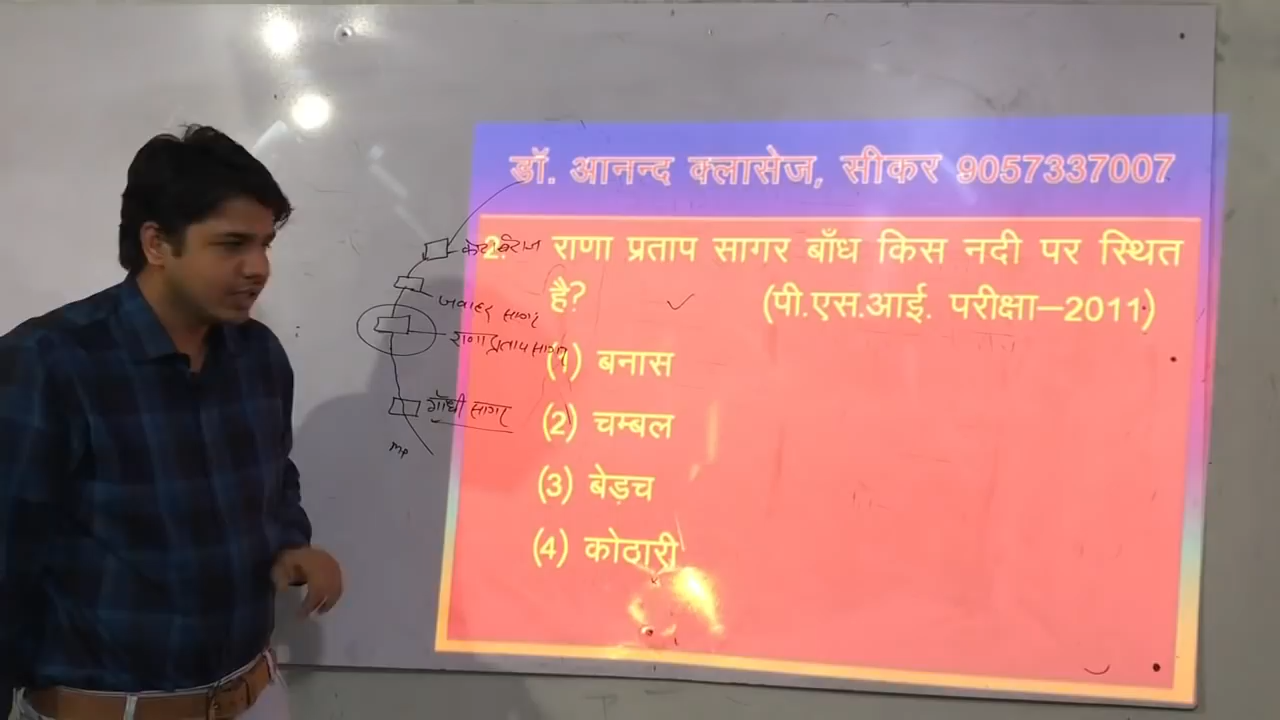 डॉ. आनन्द क्लासेज, सीकर 9057337007
2. राणा प्रताप सागर बाँध किस नदी पर स्थित
है? (पी.एस.आई. परीक्षा–2011)
(1) बनास
(2) चम्बल
(3) बेड़च
(4) कोठारी
जवाहर सागर
राणा प्रताप सागर
गाँधी सागर
MP